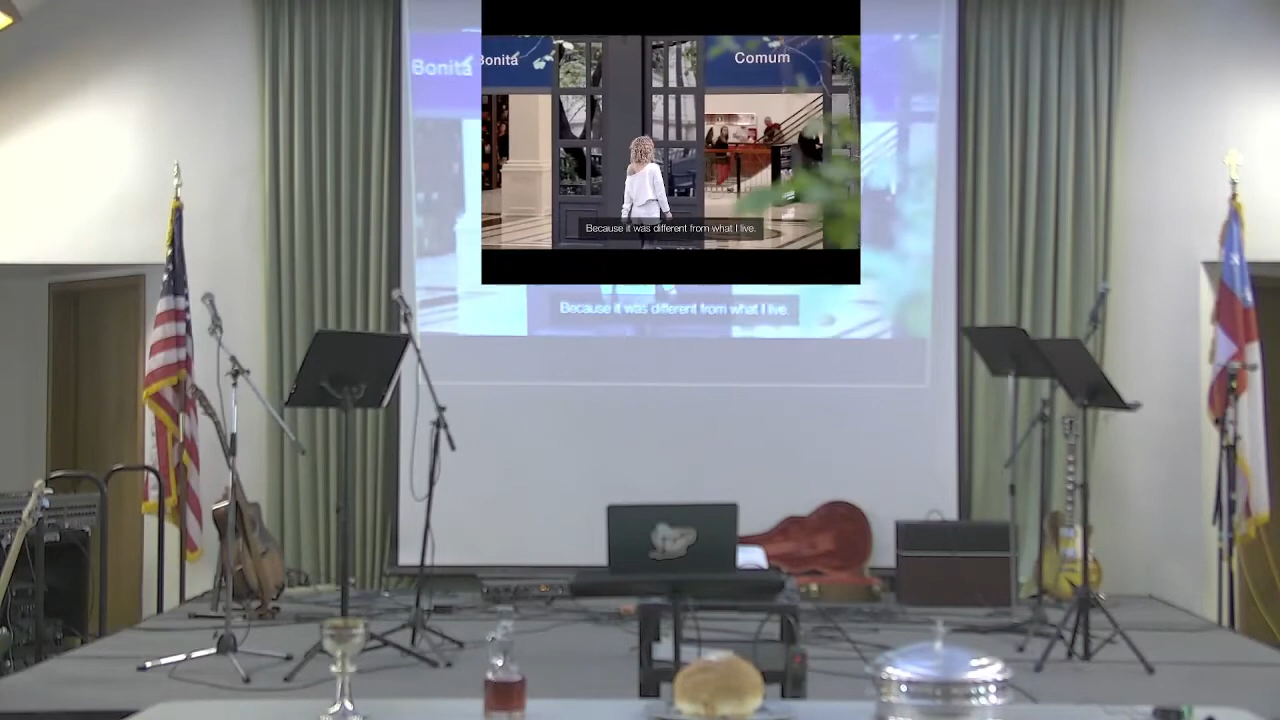 Bonita
Bonita
Comum
Because it was different from what I live.
Because it was different from what I live.